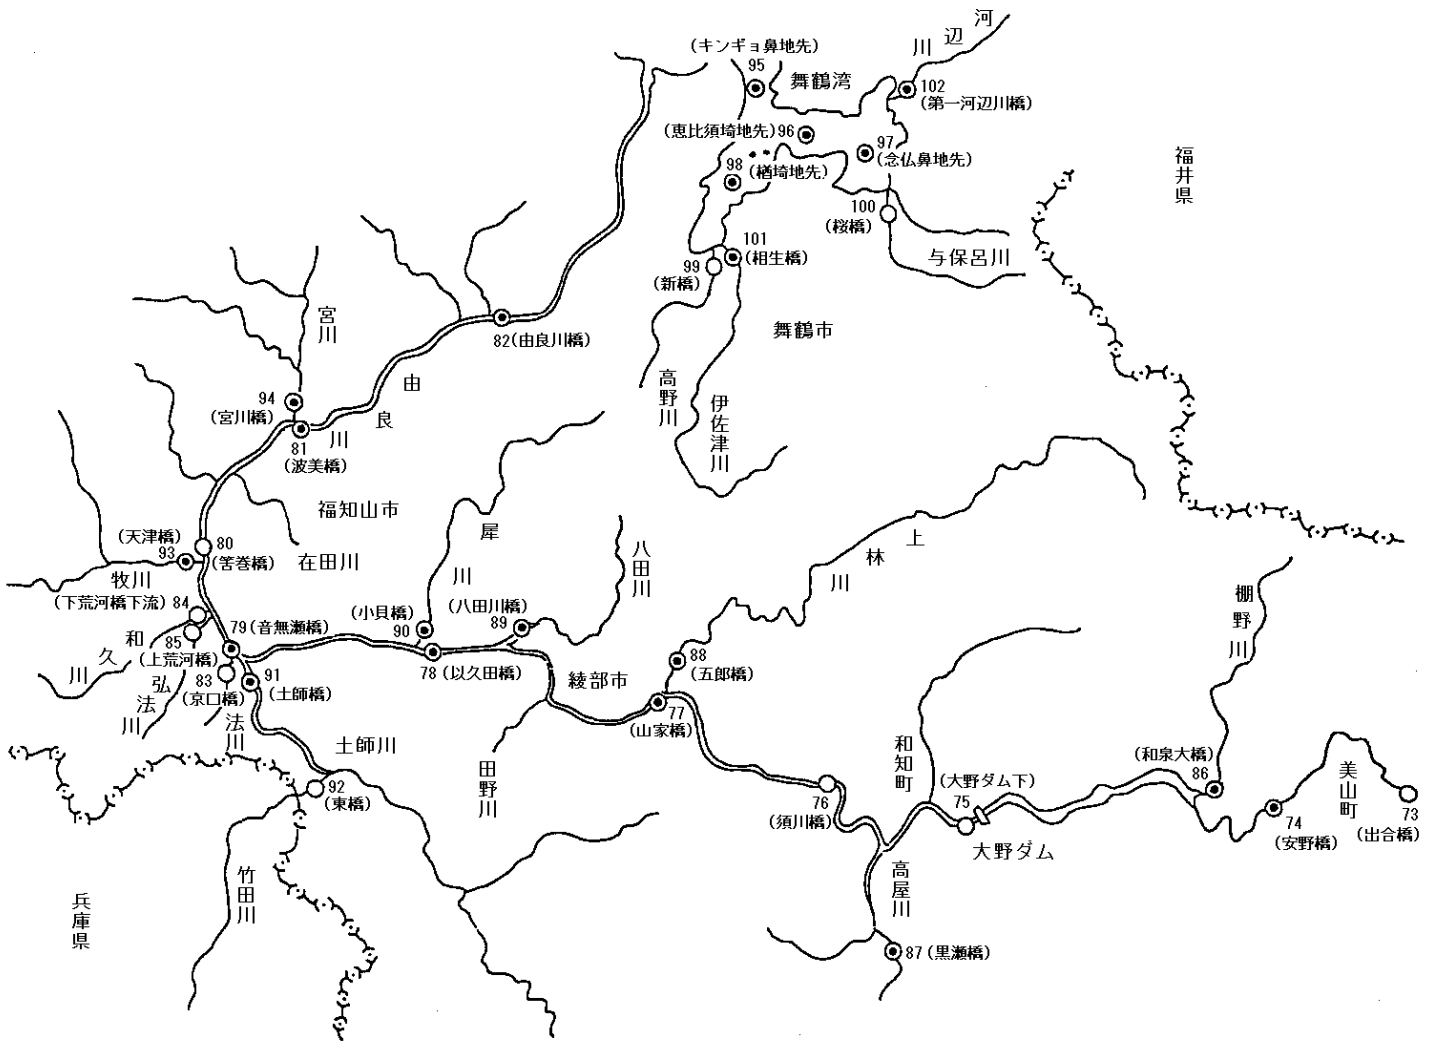 河辺川
(キンギョ鼻地先)
95
舞鶴湾
102
(第一河辺川橋)
(恵比須埼地先)96
97
(念仏鼻地先)
福井県
98
(楢埼地先)
100
(桜橋)
101
(相生橋)
与保呂川
99
(新橋)
宮川
舞鶴市
82(由良川橋)
高野川
伊佐津川
由良川
94
(宮川橋)
81
(波美橋)
福知山市
犀川
上林川
(天津橋)
93
80
(筈巻橋)
在田川
八田川
牧川
棚野川
(下荒河橋下流)84
(小貝橋)
90
(八田川橋)
89
和久川
85
(上荒河橋)
79(音無瀬橋)
弘法川
83
(京口橋)
91
(土師橋)
法川
78(以久田橋)
綾部市
88
(五郎橋)
77
(山家橋)
土師川
田野川
和知町
(和泉大橋)
86
美山町
92
(東橋)
76
(須川橋)
(大野ダム下)
75
大野ダム
74
(安野橋)
73
(出合橋)
竹田川
高屋川
兵庫県
87(黒瀬橋)